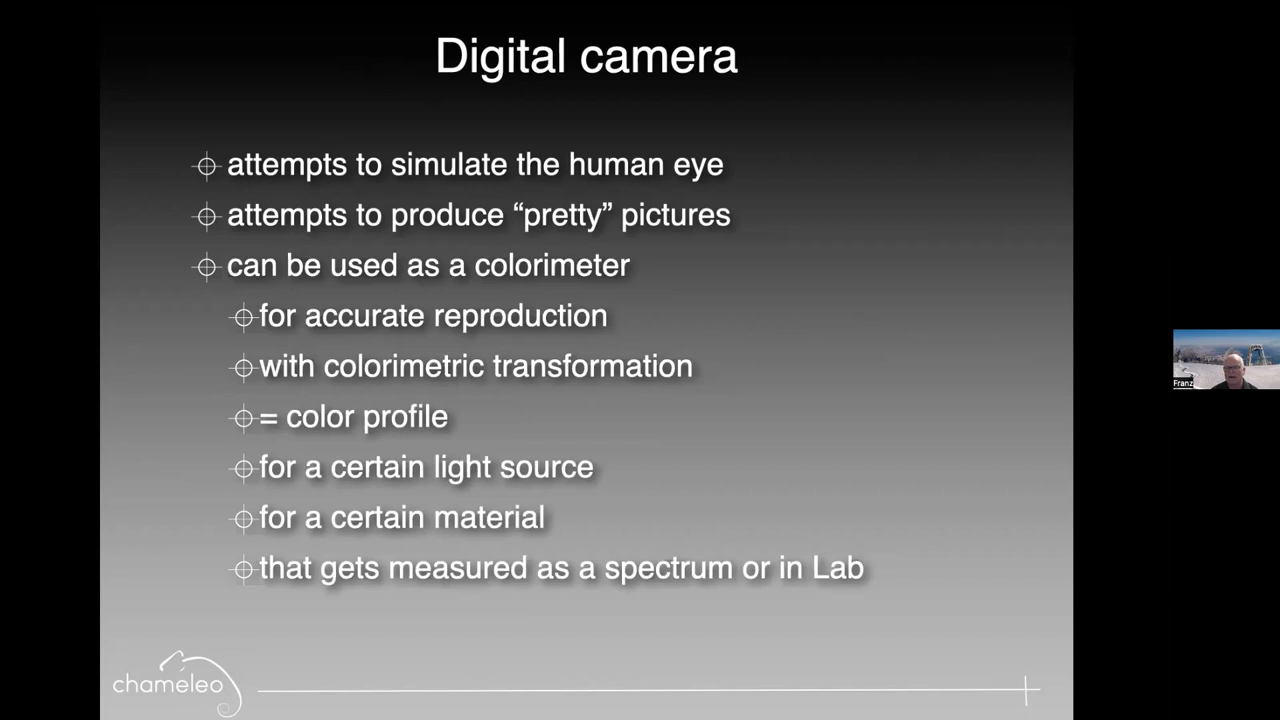 Digital camera
attempts to simulate the human eye
attempts to produce “pretty” pictures
can be used as a colorimeter
for accurate reproduction
with colorimetric transformation
= color profile
for a certain light source
for a certain material
that gets measured as a spectrum or in Lab
Franz
chameleo